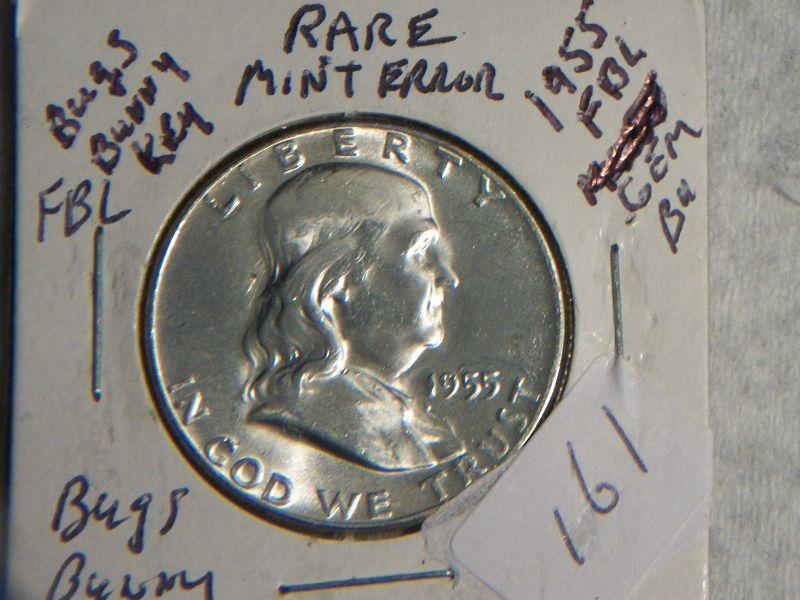 RARE
MINT ERROR
Bugs
Bunny
Key
FBL
1955
FBL
Gem
Bu
LIBERTY
1955
IN GOD WE TRUST
Bugs
Bunny
161